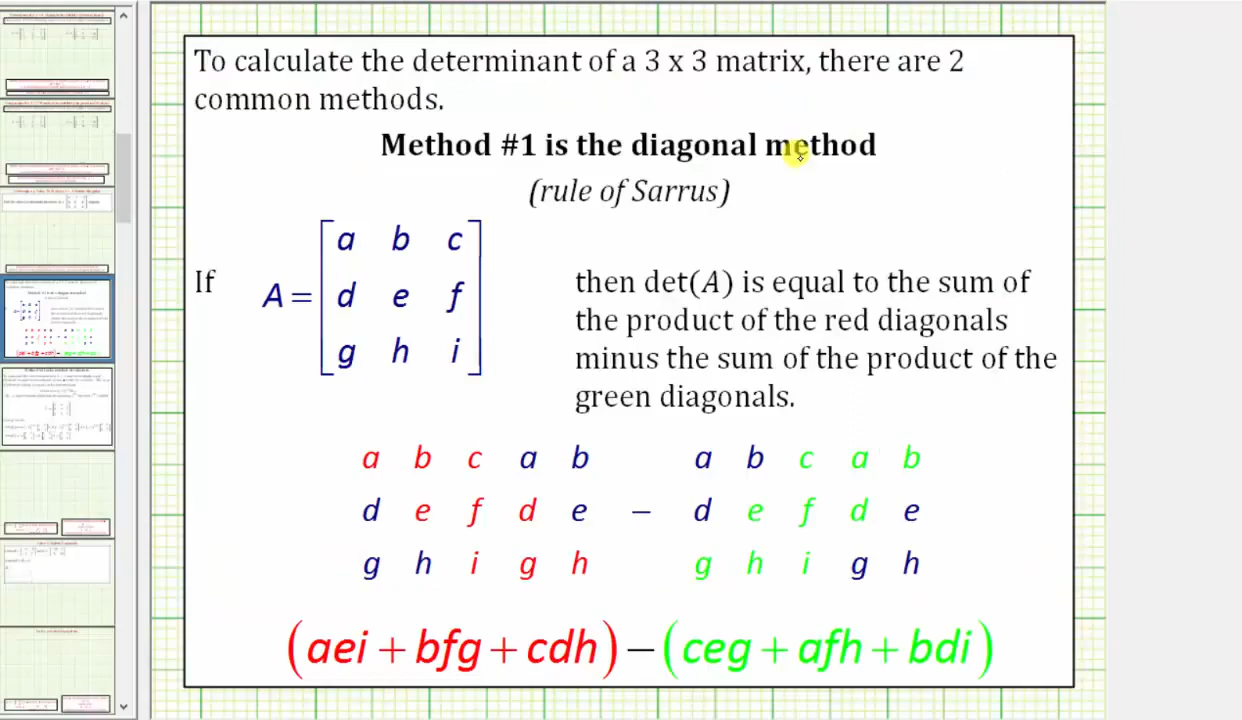 To calculate the determinant of a 3 x 3 matrix, there are 2
common methods.
Method #1 is the diagonal method
(rule of Sarrus)
If A = [a b c
d e f
g h i]
then det(A) is equal to the sum of
the product of the red diagonals
minus the sum of the product of the
green diagonals.
a b c a b a b c a b
d e f d e − d e f d e
g h i g h g h i g h
(aei + bfg + cdh) − (ceg + afh + bdi)